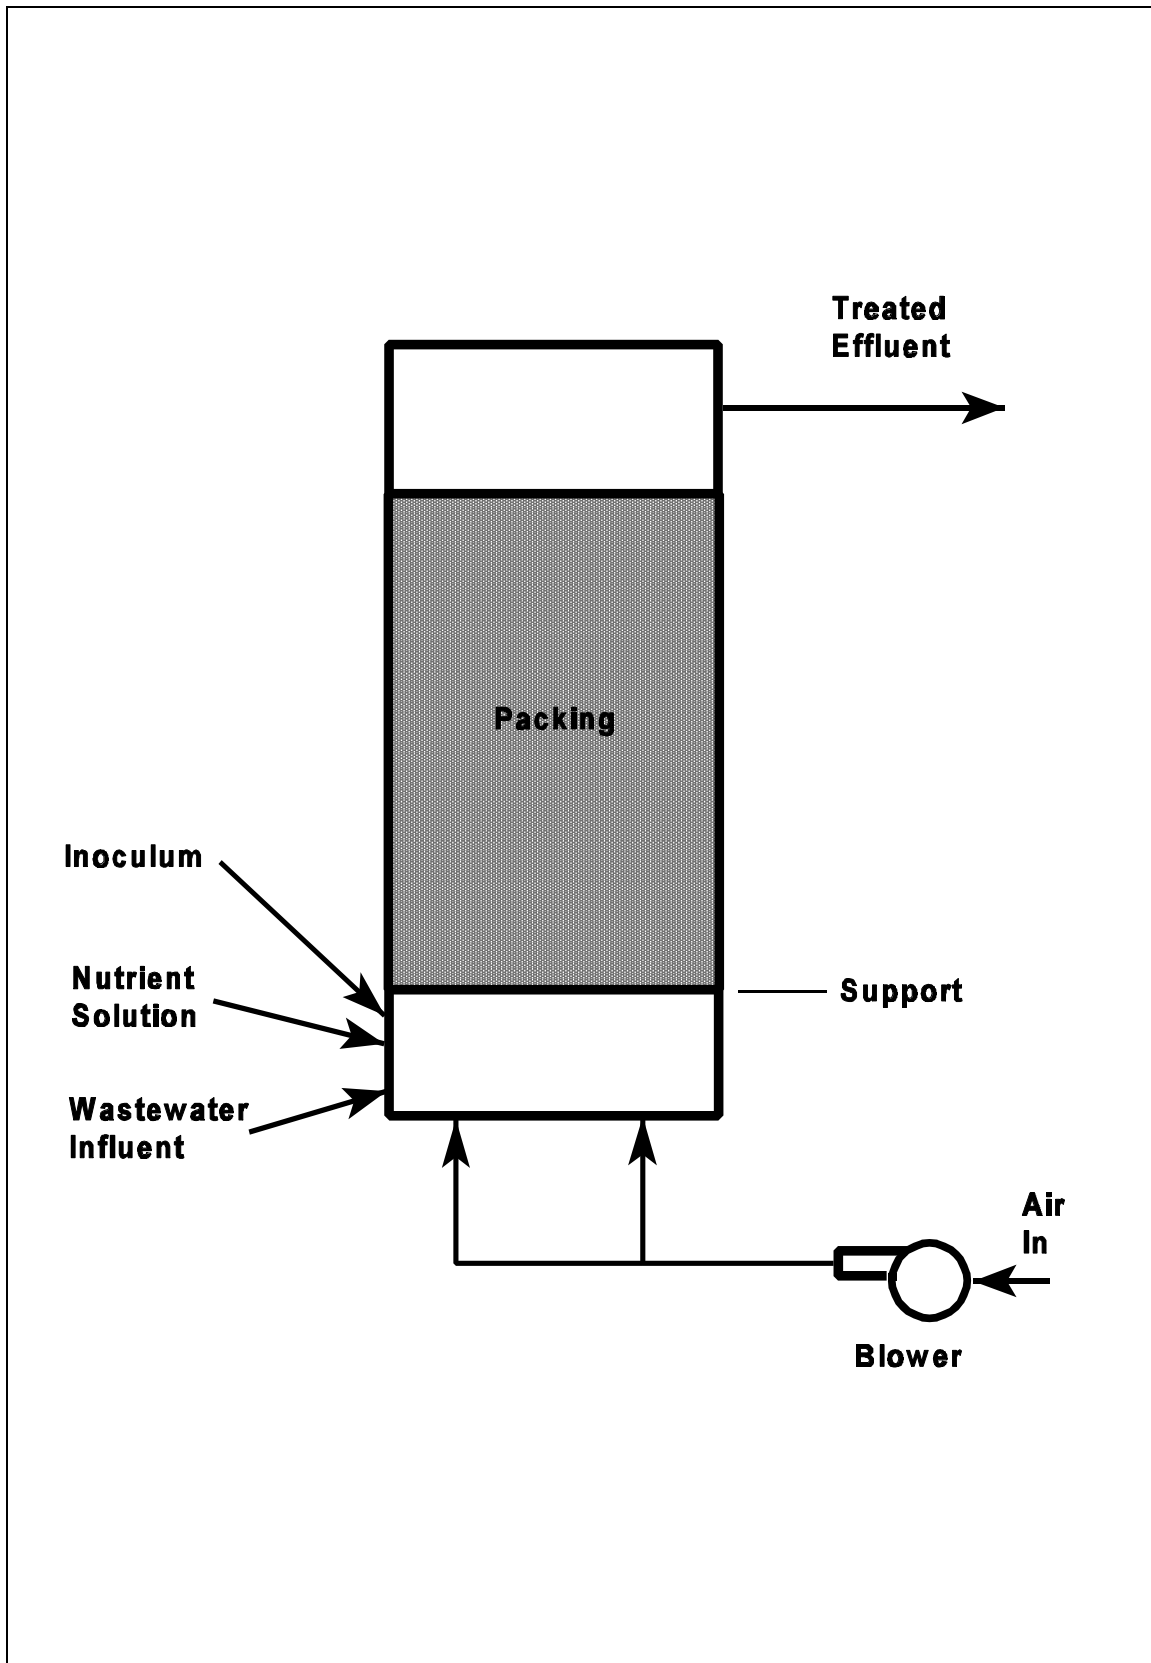 Treated
Effluent
Packing
Inoculum
Nutrient
Solution
Support
Wastewater
Influent
Air
In
Blower